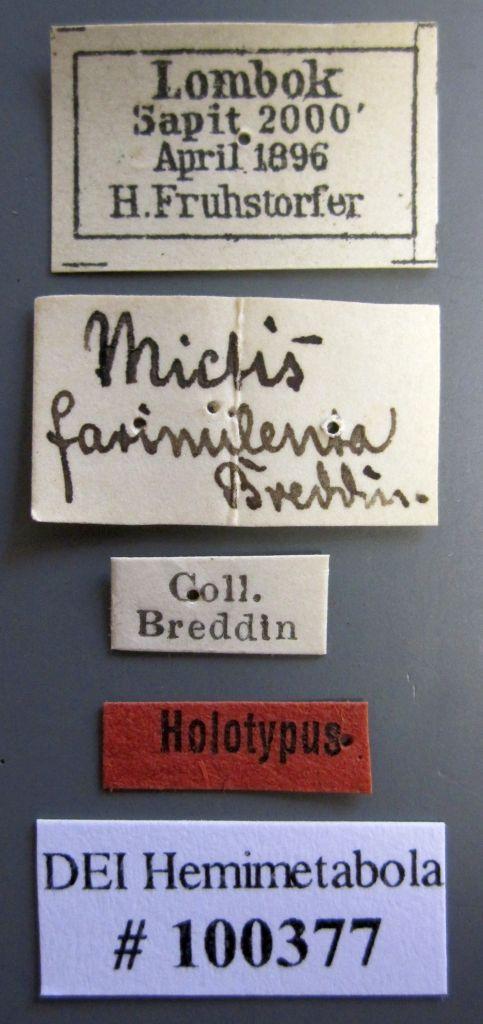 Lombok
Sapit 2000'
April 1896
H. Fruhstorfer
Mictis
farinulenta
Breddin.
Coll.
Breddin
Holotypus
DEI Hemimetabola
# 100377